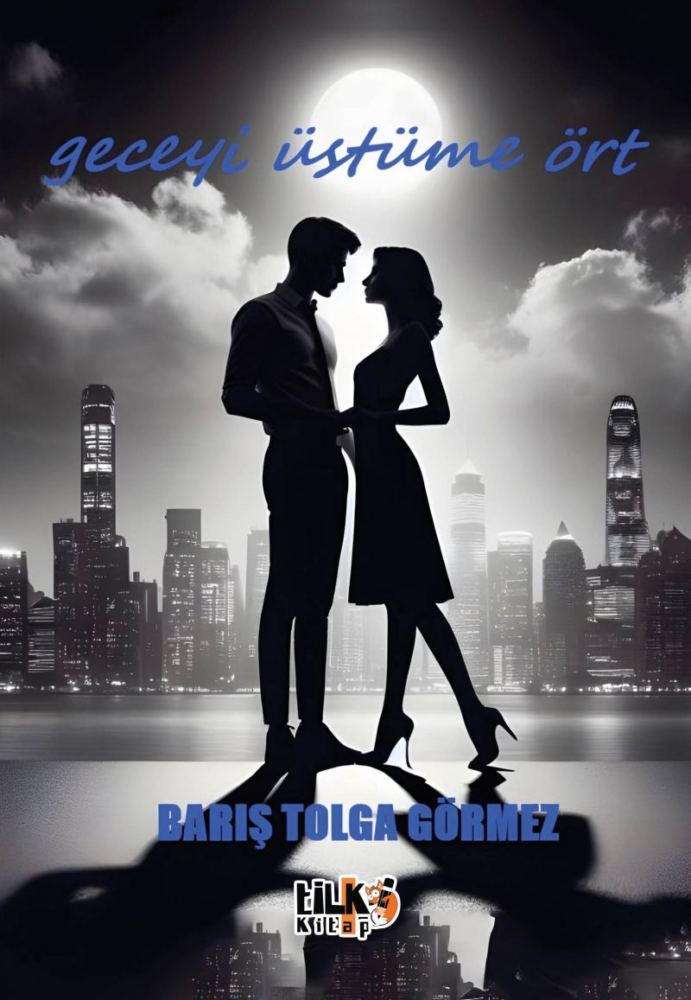 geceyi üstüme ört
BARIŞ TOLGA GÖRMEZ
tiLKi
Kitap